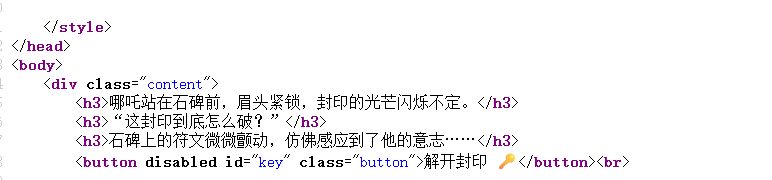 </style>
</head>
<body>
<div class="content">
<h3>哪吒站在石碑前，眉头紧锁，封印的光芒闪烁不定。</h3>
<h3>“这封印到底怎么破？”</h3>
<h3>石碑上的符文微微颤动，仿佛感应到了他的意志……</h3>
<button disabled id="key" class="button">解开封印 🔑</button><br>